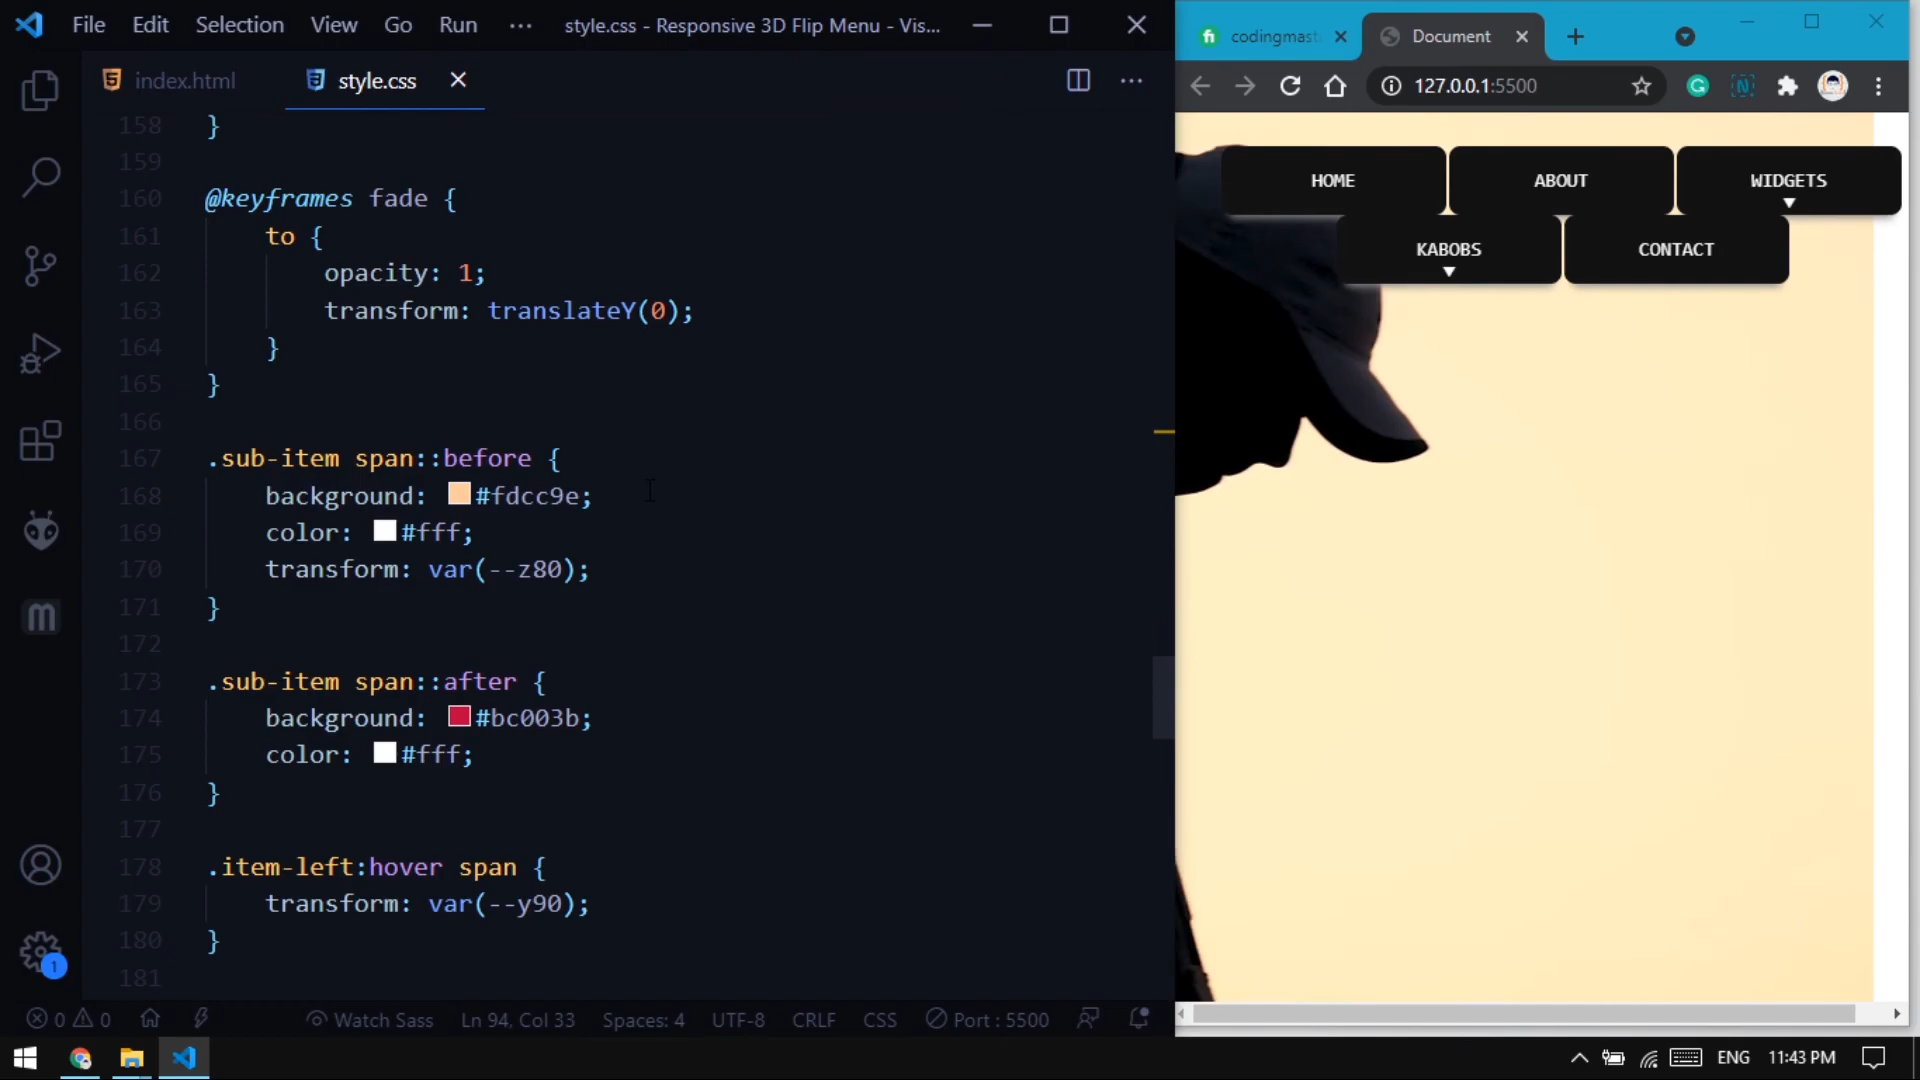 File Edit Selection View Go Run ··· style.css - Responsive 3D Flip Menu - Vis...
index.html style.css
158 }
159
160 @keyframes fade {
161 to {
162 opacity: 1;
163 transform: translateY(0);
164 }
165 }
166
167 .sub-item span::before {
168 background: #fdcc9e;
169 color: #fff;
170 transform: var(--z80);
171 }
172
173 .sub-item span::after {
174 background: #bc003b;
175 color: #fff;
176 }
177
178 .item-left:hover span {
179 transform: var(--y90);
180 }
181
1
0 0 Watch Sass Ln 94, Col 33 Spaces: 4 UTF-8 CRLF CSS Port : 5500
fi codingmast Document
127.0.0.1:5500
HOME ABOUT WIDGETS
KABOBS CONTACT
ENG 11:43 PM